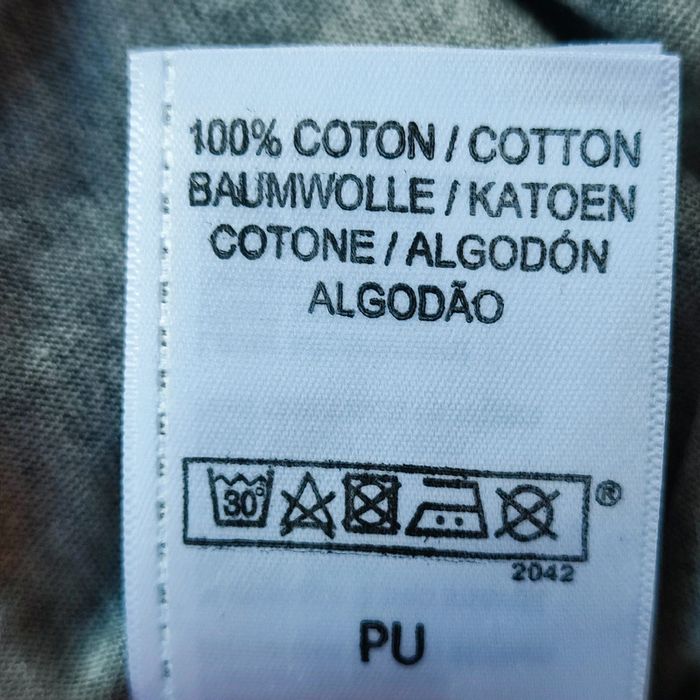 100% COTON / COTTON
BAUMWOLLE / KATOEN
COTONE / ALGODÓN
ALGODÃO
30°
®
2042
PU